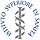 ISTITUTO SUPERIORE DI SANITÀ